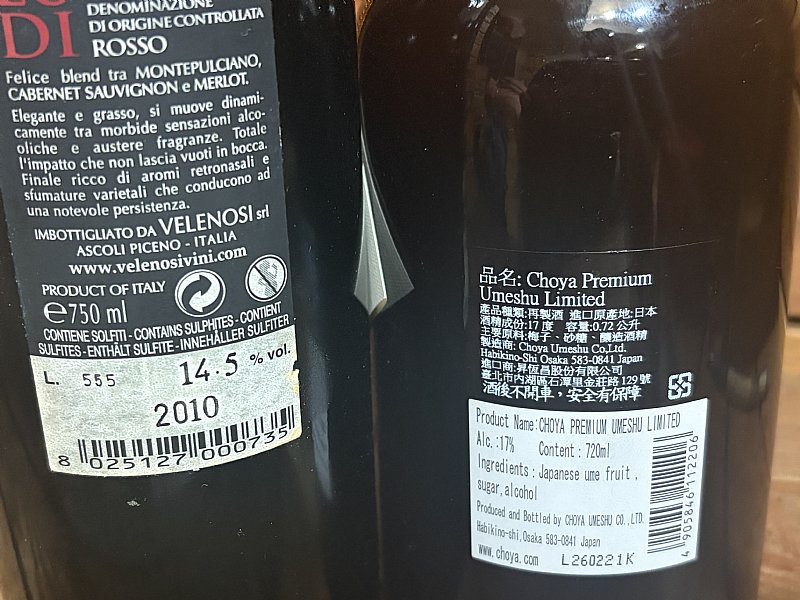 DI
DENOMINAZIONE
DI ORIGINE CONTROLLATA
ROSSO
Felice blend tra MONTEPULCIANO,
CABERNET SAUVIGNON e MERLOT.
Elegante e grasso, si muove dinami-
camente tra morbide sensazioni alco-
oliche e austere fragranze. Totale
l'impatto che non lascia vuoti in bocca.
Finale ricco di aromi retronasali e
sfumature varietali che conducono ad
una notevole persistenza.
IMBOTTIGLIATO DA VELENOSI srl
ASCOLI PICENO - ITALIA
www.velenosivini.com
PRODUCT OF ITALY
℮750 ml
CONTIENE SOLFITI - CONTAINS SULPHITES - CONTIENT
SULFITES - ENTHÄLT SULFITE - INNEHÅLLER SULFITER
L. 555
14.5 % vol.
2010
8 025127 000735
品名: Choya Premium
Umeshu Limited
產品種類:再製酒 進口原產地:日本
酒精成份:17度 容量:0.72公升
主要原料:梅子、砂糖、釀造酒精
製造商: Choya Umeshu Co,Ltd.
Habikino-Shi Osaka 583-0841 Japan
進口商:昇恆昌股份有限公司
臺北市內湖區石潭里金莊路129號
酒後不開車，安全有保障
Product Name:CHOYA PREMIUM UMESHU LIMITED
Alc.:17% Content:720ml
Ingredients:Japanese ume fruit,
sugar,alcohol
Produced and Bottled by CHOYA UMESHU CO.,LTD.
Habikino-shi,Osaka 583-0841 Japan
www.choya.com L260221K
4 905846 112206